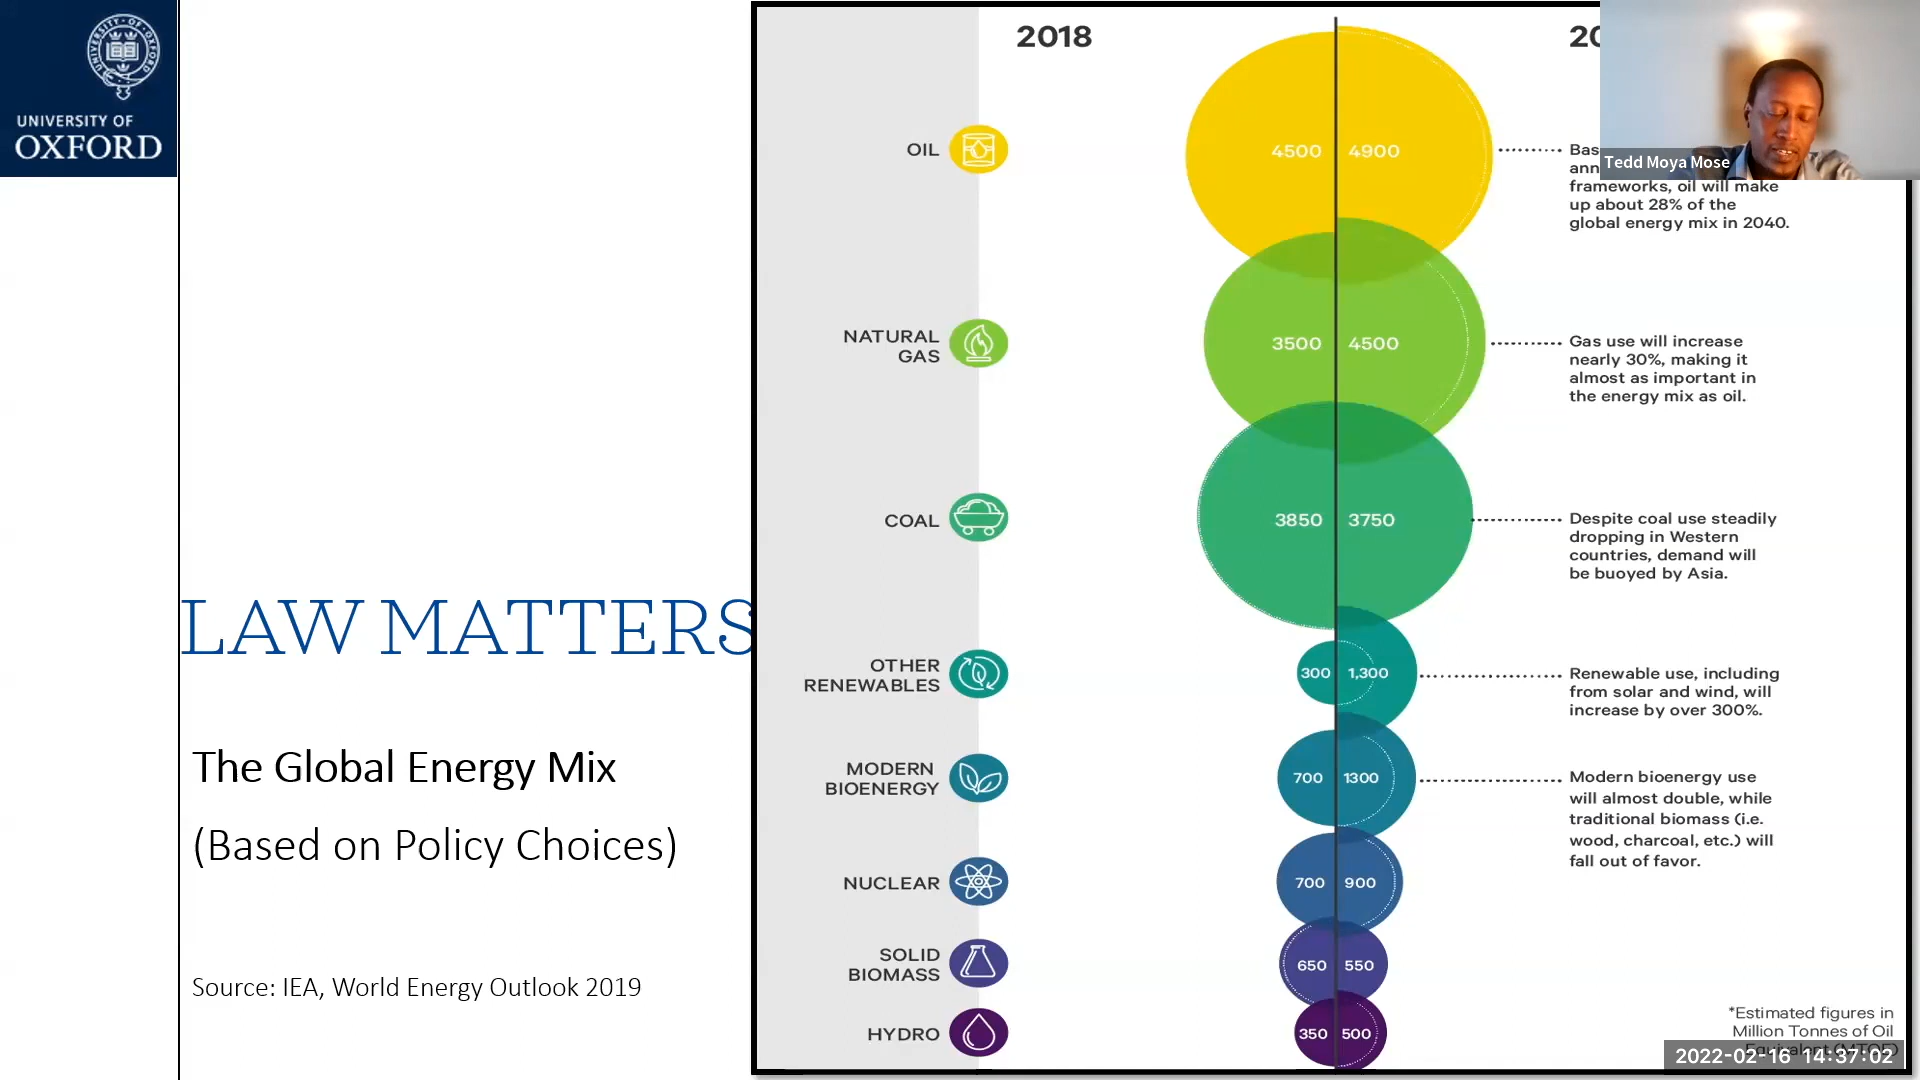 UNIVERSITY OF
OXFORD
LAW MATTERS
The Global Energy Mix
(Based on Policy Choices)
Source: IEA, World Energy Outlook 2019
2018
OIL
4500 4900
frameworks, oil will make
up about 28% of the
global energy mix in 2040.
NATURAL
GAS
3500 4500
Gas use will increase
nearly 30%, making it
almost as important in
the energy mix as oil.
COAL
3850 3750
Despite coal use steadily
dropping in Western
countries, demand will
be buoyed by Asia.
OTHER
RENEWABLES
300 1,300
Renewable use, including
from solar and wind, will
increase by over 300%.
MODERN
BIOENERGY
700 1300
Modern bioenergy use
will almost double, while
traditional biomass (i.e.
wood, charcoal, etc.) will
fall out of favor.
NUCLEAR
700 900
SOLID
BIOMASS
650 550
HYDRO
350 500
*Estimated figures in
Million Tonnes of Oil
Equivalent (MTOE)
Tedd Moya Mose
2022-02-16 14:37:02